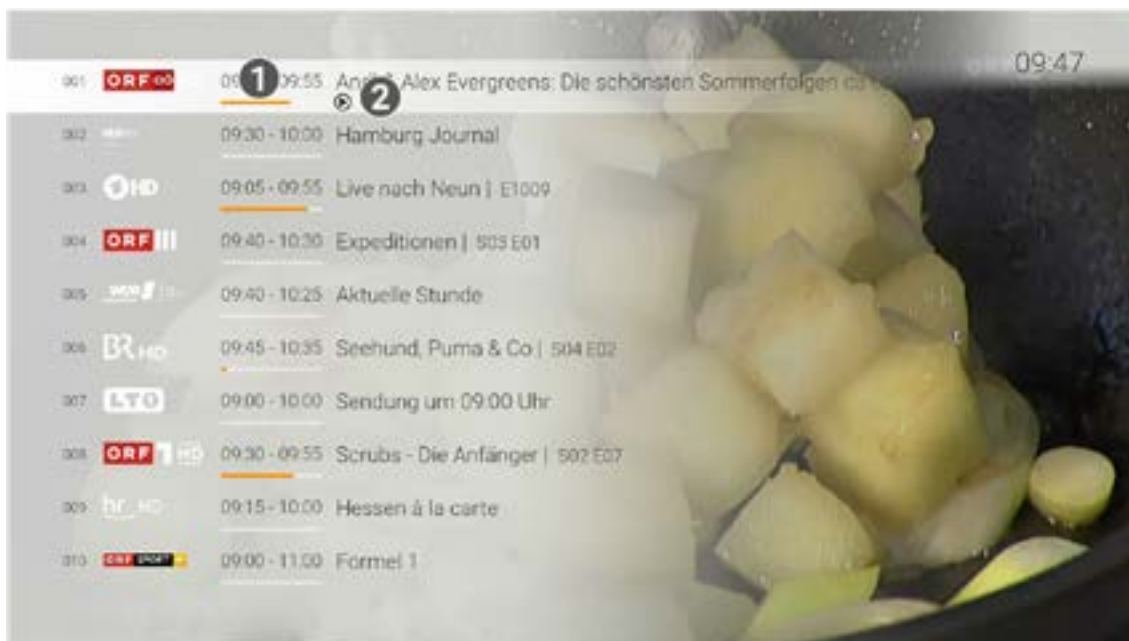 09:47
001 ORF OÖ 09: 1 09:55 2 Alex Evergreens: Die schönsten Sommerfolgen
002 09:30 - 10:00 Hamburg Journal
003 HD 09:05 - 09:55 Live nach Neun | E1009
004 ORF III 09:40 - 10:30 Expeditionen | S03 E01
005 WDR 09:40 - 10:25 Aktuelle Stunde
006 BR HD 09:45 - 10:35 Seehund, Puma & Co | S04 E02
007 LT1 09:00 - 10:00 Sendung um 09:00 Uhr
008 ORF 1 HD 09:30 - 09:55 Scrubs - Die Anfänger | S02 E07
009 hr HD 09:15 - 10:00 Hessen à la carte
010 ORF SPORT + 09:00 - 11:00 Formel 1